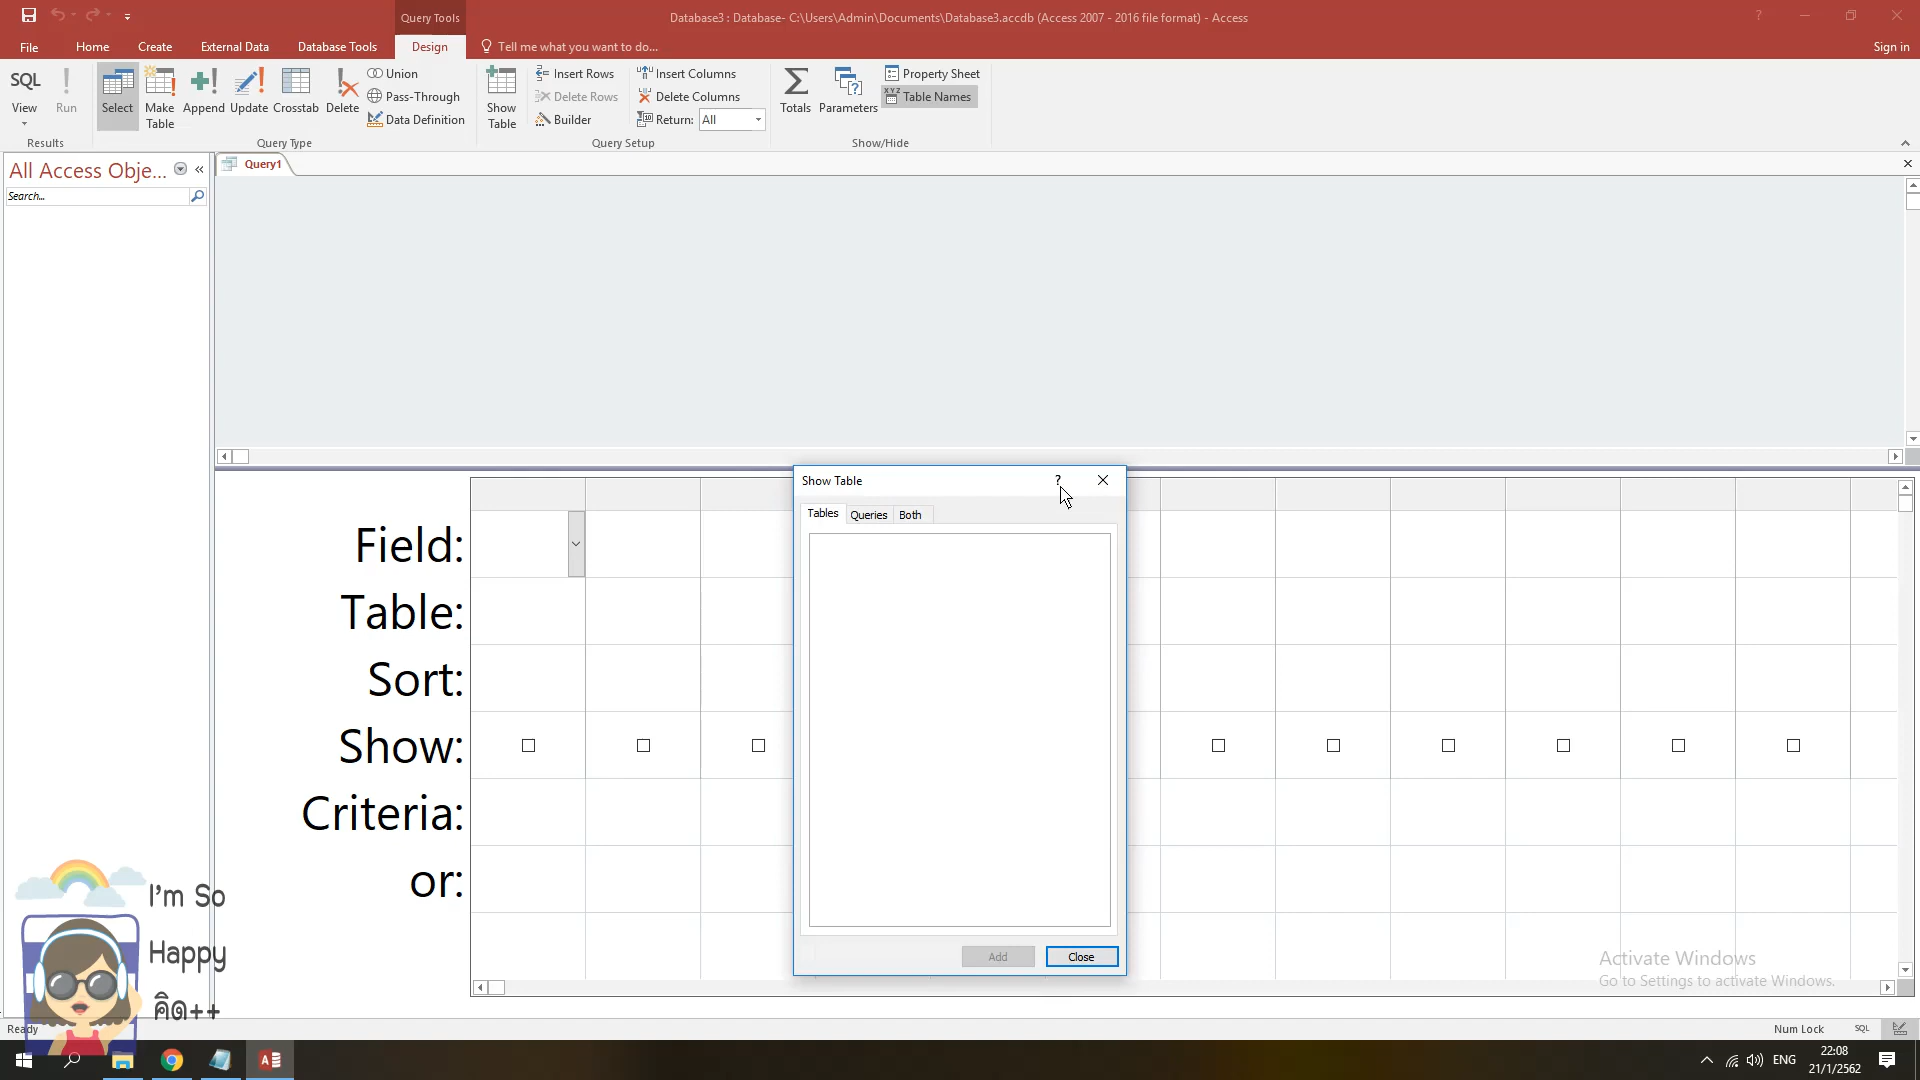 Query Tools
Database3 : Database- C:\Users\Admin\Documents\Database3.accdb (Access 2007 - 2016 file format) - Access
File
Home
Create
External Data
Database Tools
Design
Tell me what you want to do...
Sign in
SQL
View
Run
Select
Make
Table
Append
Update
Crosstab
Delete
Union
Pass-Through
Data Definition
Show
Table
Insert Rows
Delete Rows
Builder
Insert Columns
Delete Columns
Return: All
Totals
Parameters
Property Sheet
XYZ
Table Names
Results
Query Type
Query Setup
Show/Hide
All Access Obje...
Search...
Query1
Show Table
?
Tables
Queries
Both
Field:
Table:
Sort:
Show:
Criteria:
or:
Add
Close
I'm So
Happy
คิด++
Activate Windows
Go to Settings to activate Windows.
Ready
Num Lock
SQL
ENG
22:08
21/1/2562